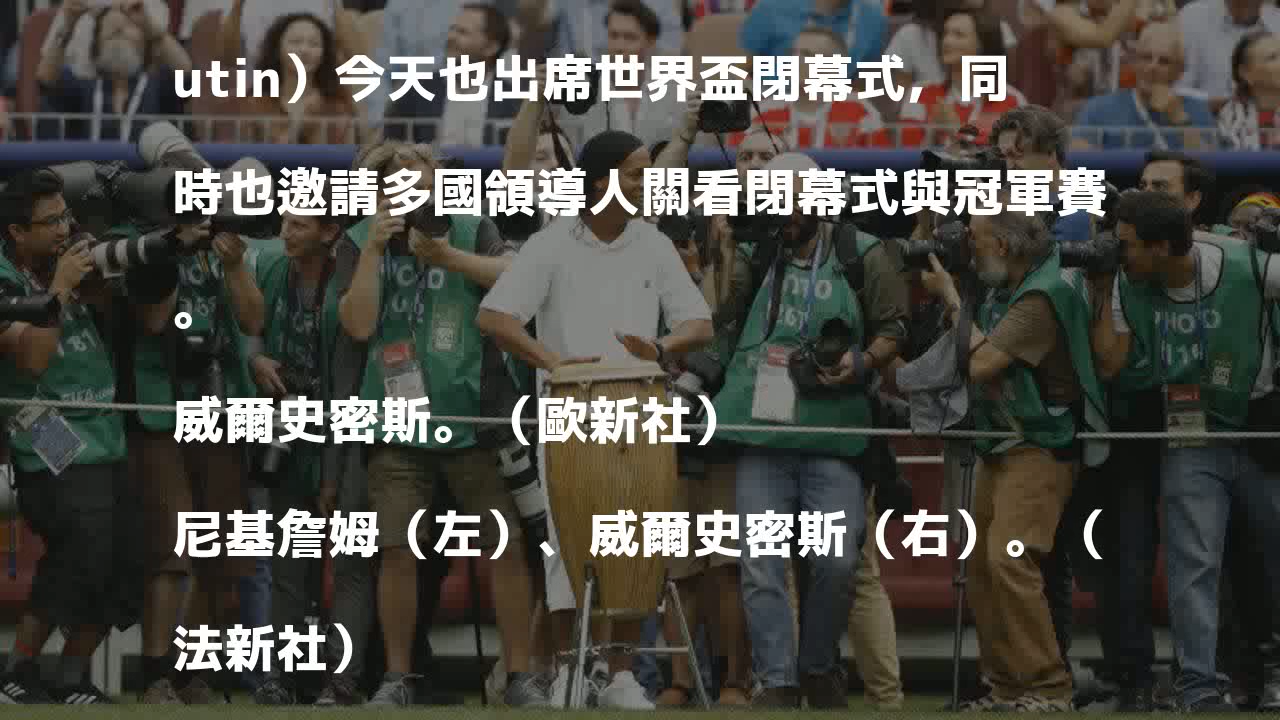 utin）今天也出席世界盃閉幕式，同
時也邀請多國領導人關看閉幕式與冠軍賽
。
威爾史密斯。（歐新社）
尼基詹姆（左）、威爾史密斯（右）。（
法新社）